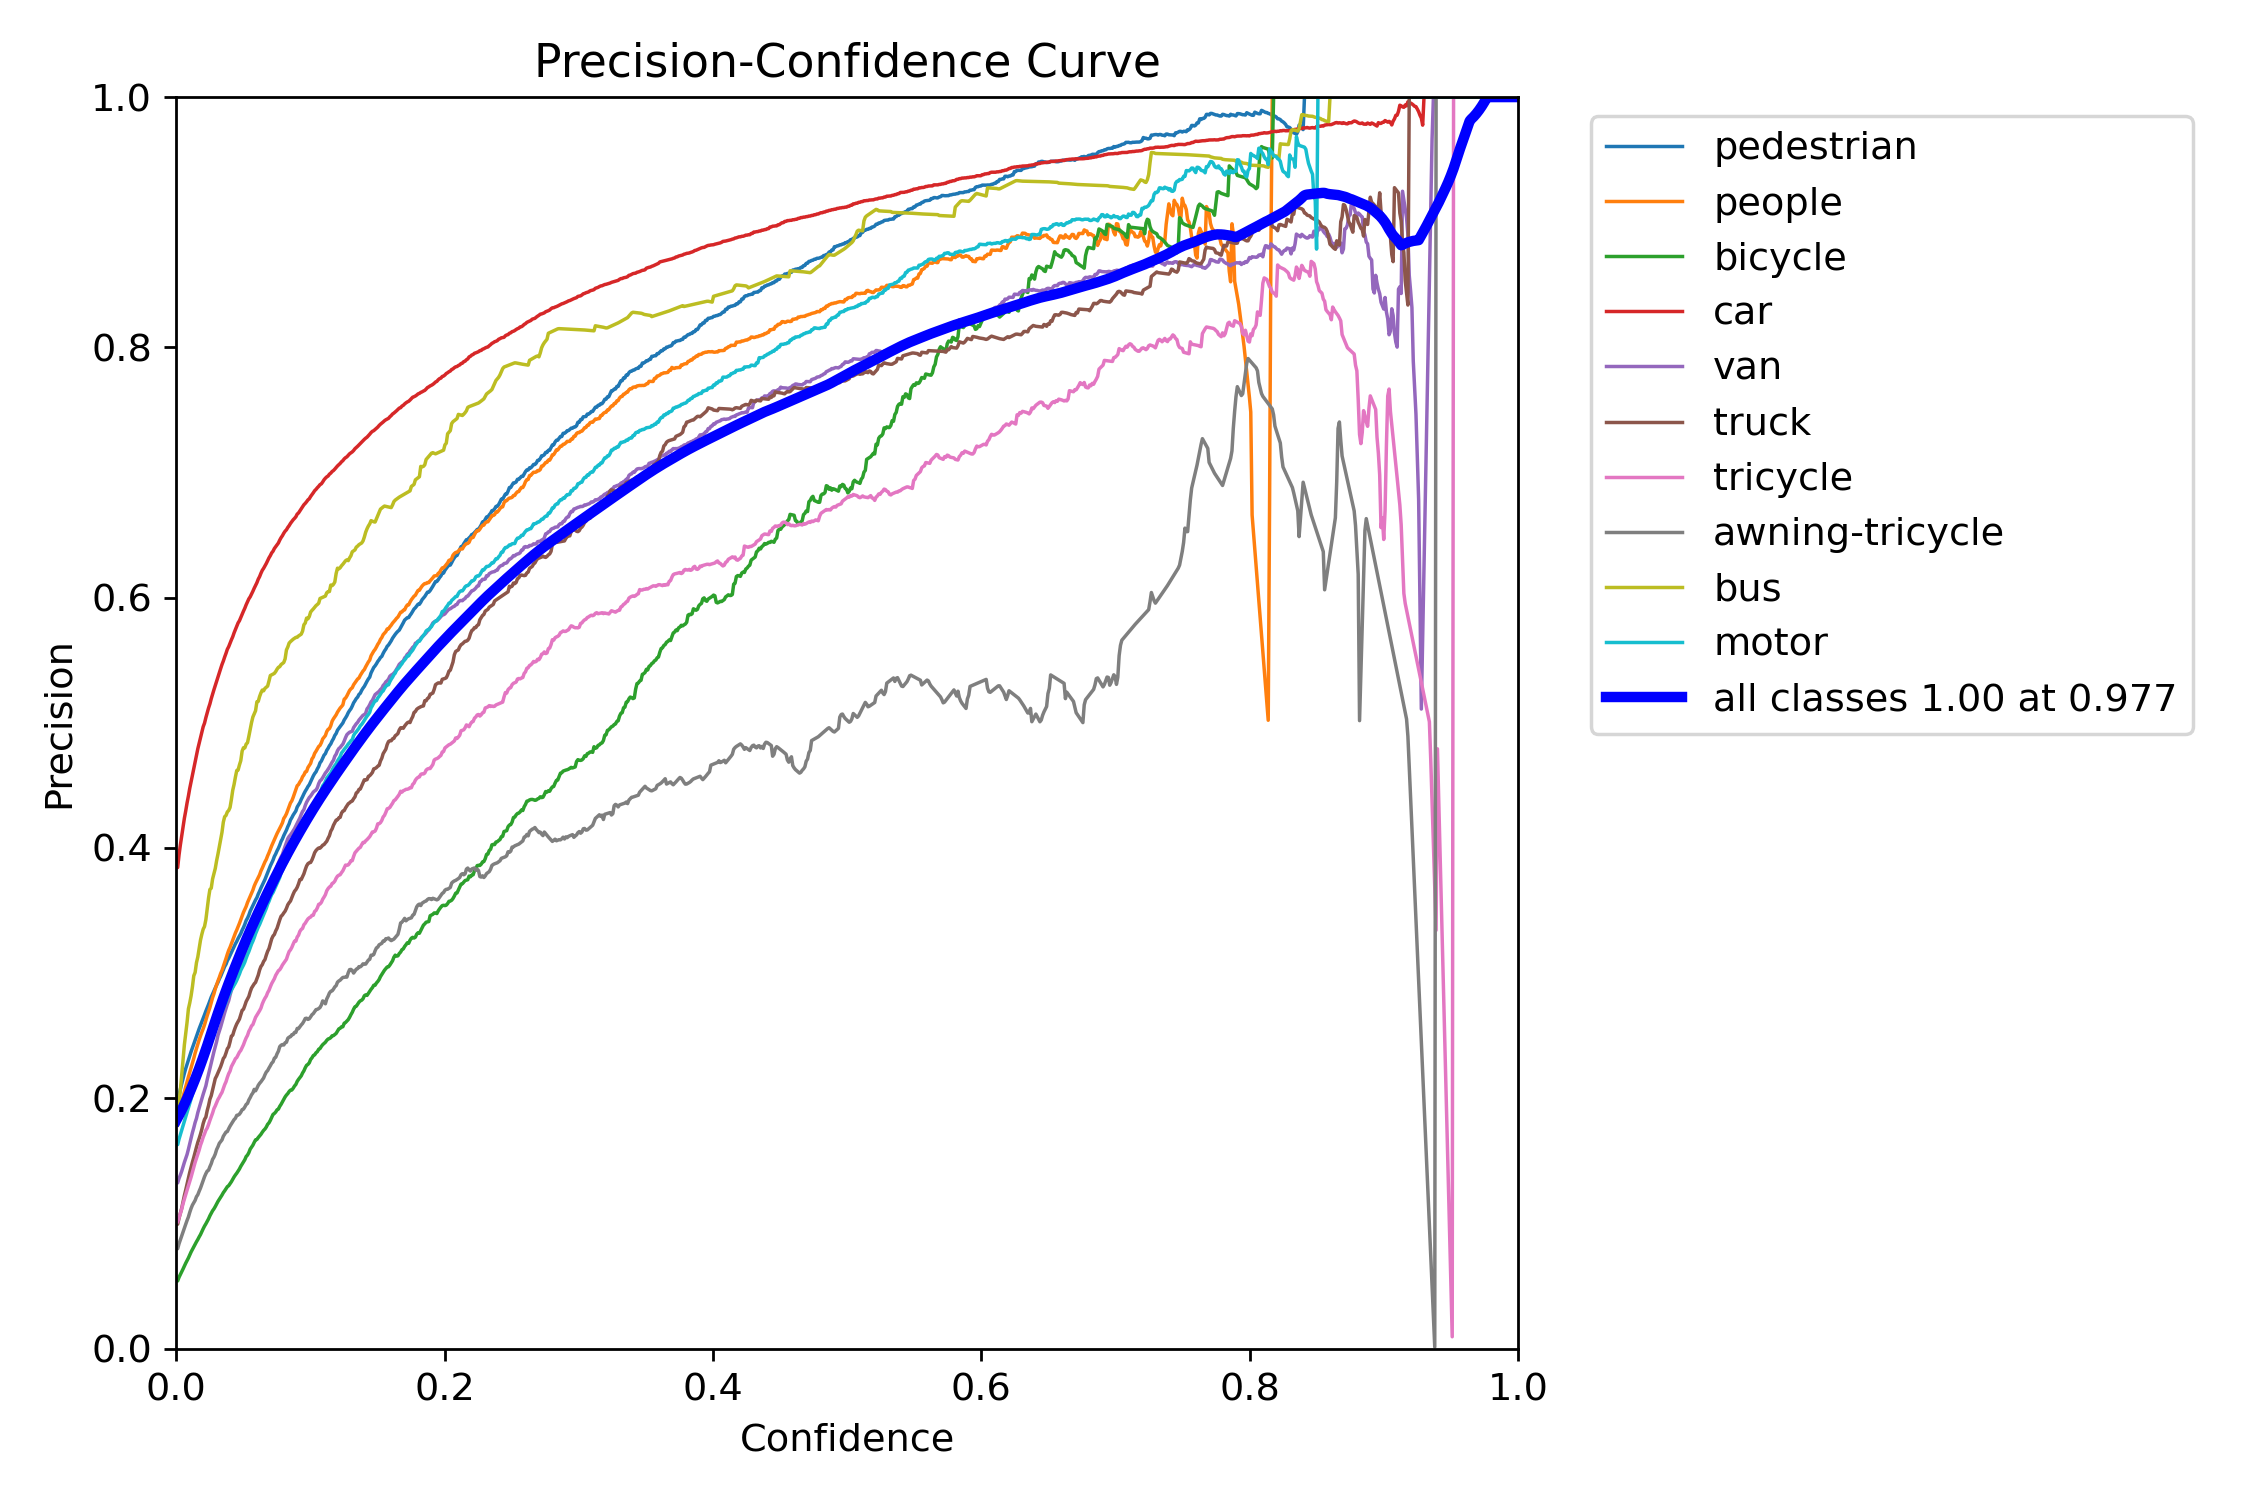 Precision-Confidence Curve
1.0
0.8
0.6
0.4
0.2
0.0
Precision
0.0 0.2 0.4 0.6 0.8 1.0
Confidence
pedestrian
people
bicycle
car
van
truck
tricycle
awning-tricycle
bus
motor
all classes 1.00 at 0.977